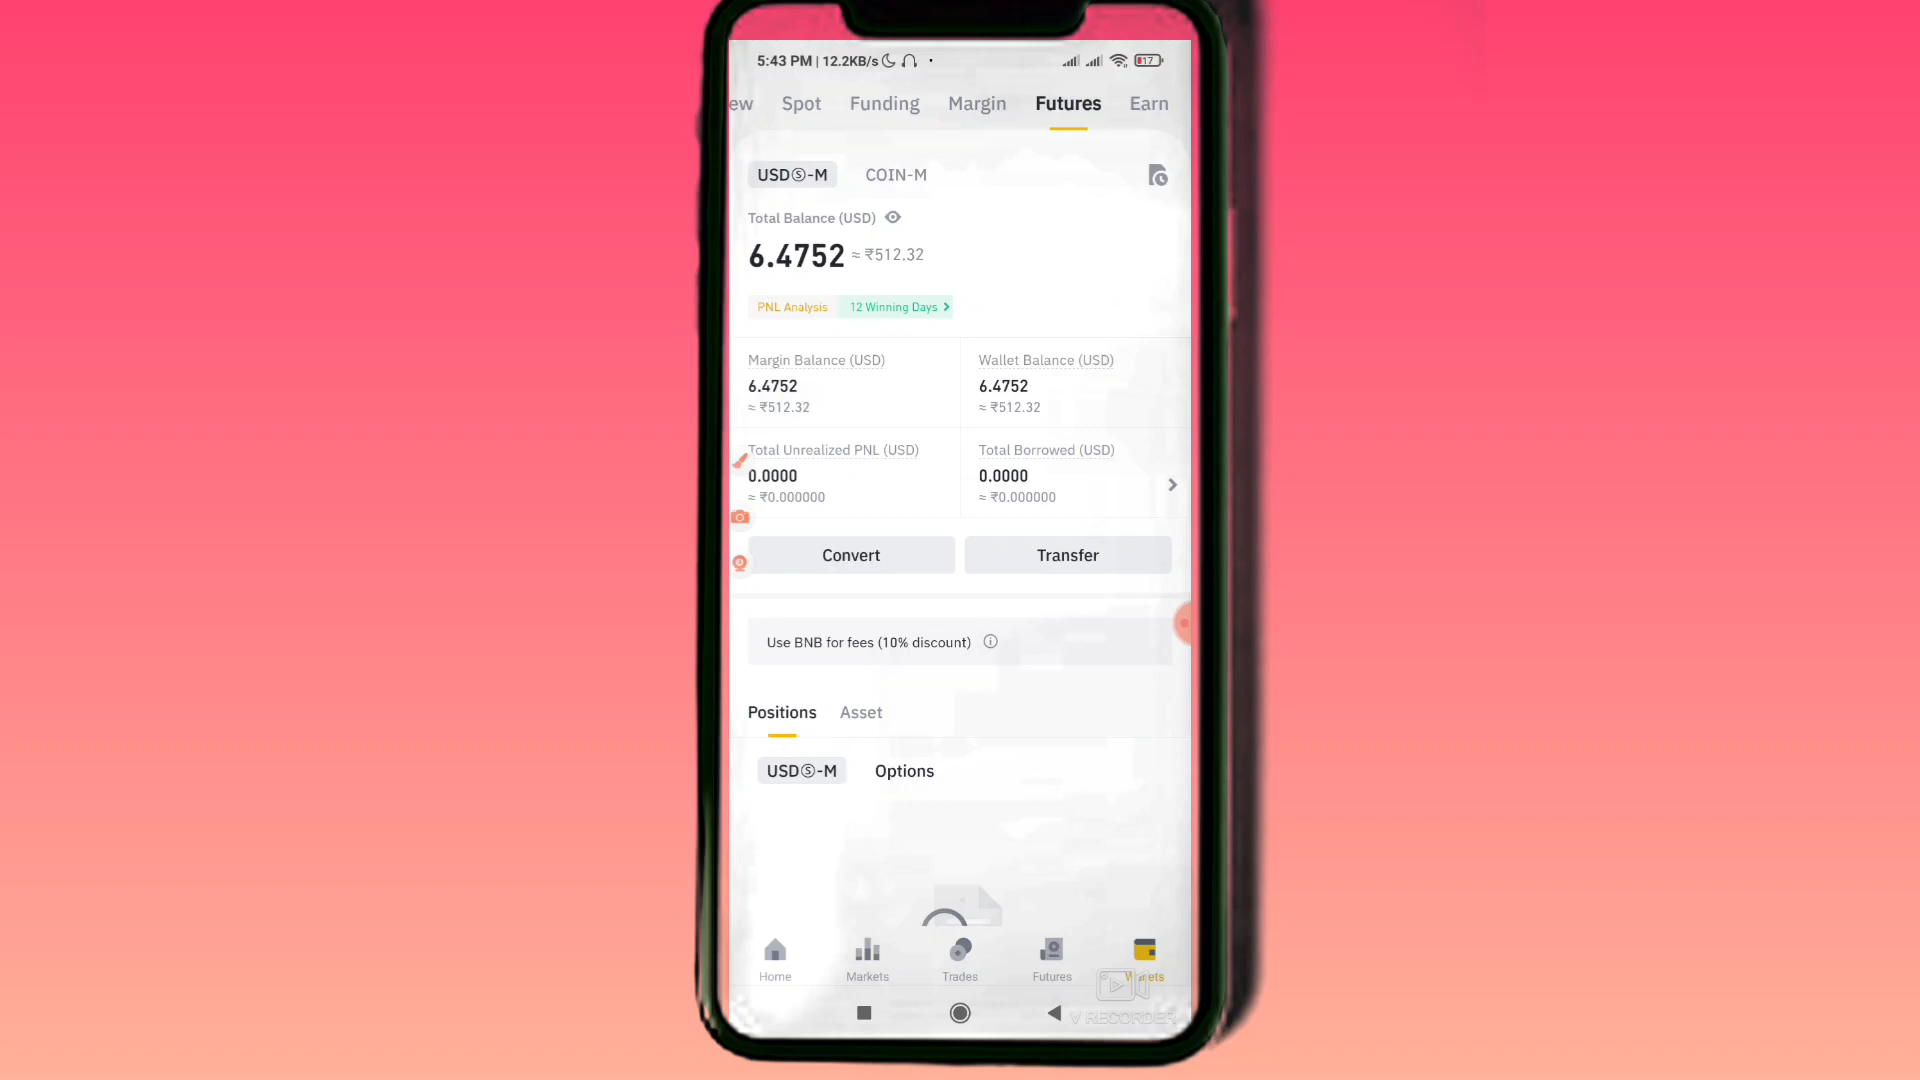 5:43 PM | 12.2KB/s
17
ew Spot Funding Margin Futures Earn
USDⓈ-M COIN-M
Total Balance (USD)
6.4752 ≈ ₹512.32
PNL Analysis 12 Winning Days
Margin Balance (USD) Wallet Balance (USD)
6.4752 6.4752
≈ ₹512.32 ≈ ₹512.32
Total Unrealized PNL (USD) Total Borrowed (USD)
0.0000 0.0000
≈ ₹0.000000 ≈ ₹0.000000
Convert Transfer
Use BNB for fees (10% discount)
Positions Asset
USDⓈ-M Options
Home Markets Trades Futures
V RECORDER